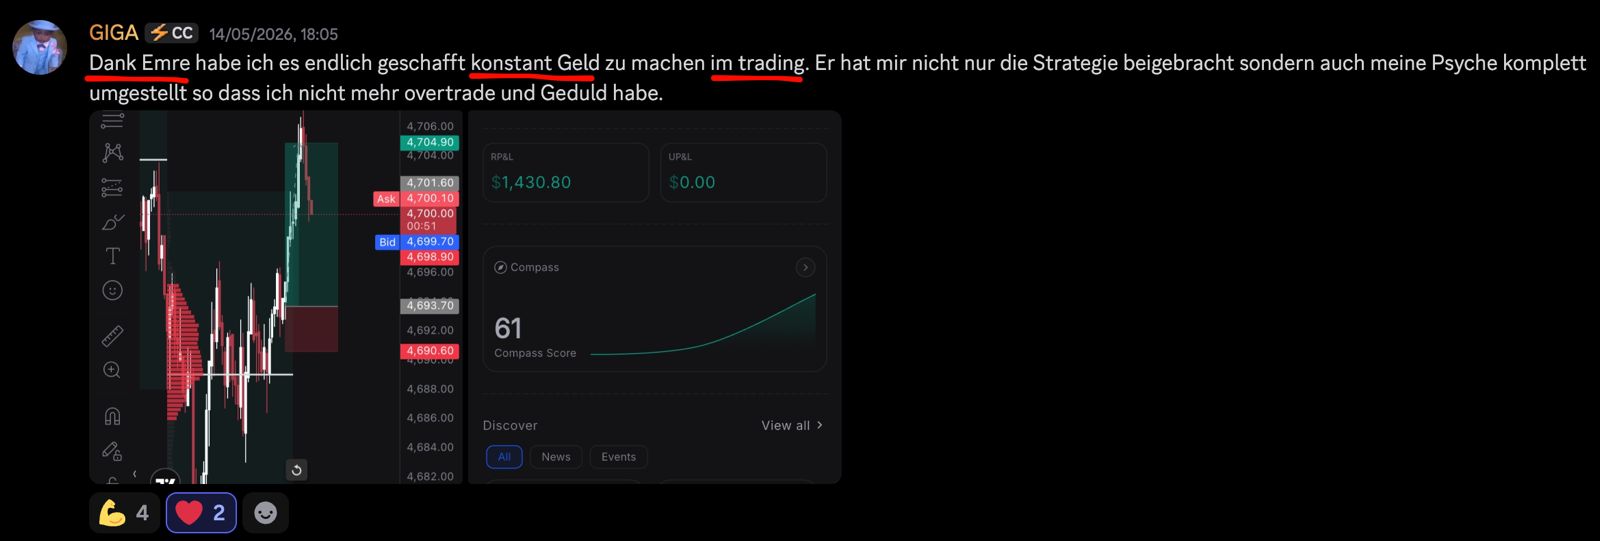 GIGA ⚡CC 14/05/2026, 18:05
Dank Emre habe ich es endlich geschafft konstant Geld zu machen im trading. Er hat mir nicht nur die Strategie beigebracht sondern auch meine Psyche komplett
umgestellt so dass ich nicht mehr overtrade und Geduld habe.
4,706.00
4,704.90
4,704.00
4,701.60
Ask 4,700.10
4,700.00
00:51
Bid 4,699.70
4,698.90
4,696.00
4,693.70
4,692.00
4,690.60
4,690.00
4,688.00
4,686.00
4,684.00
4,682.00
RP&L
$1,430.80
UP&L
$0.00
Compass
61
Compass Score
Discover
View all
All
News
Events
4
2